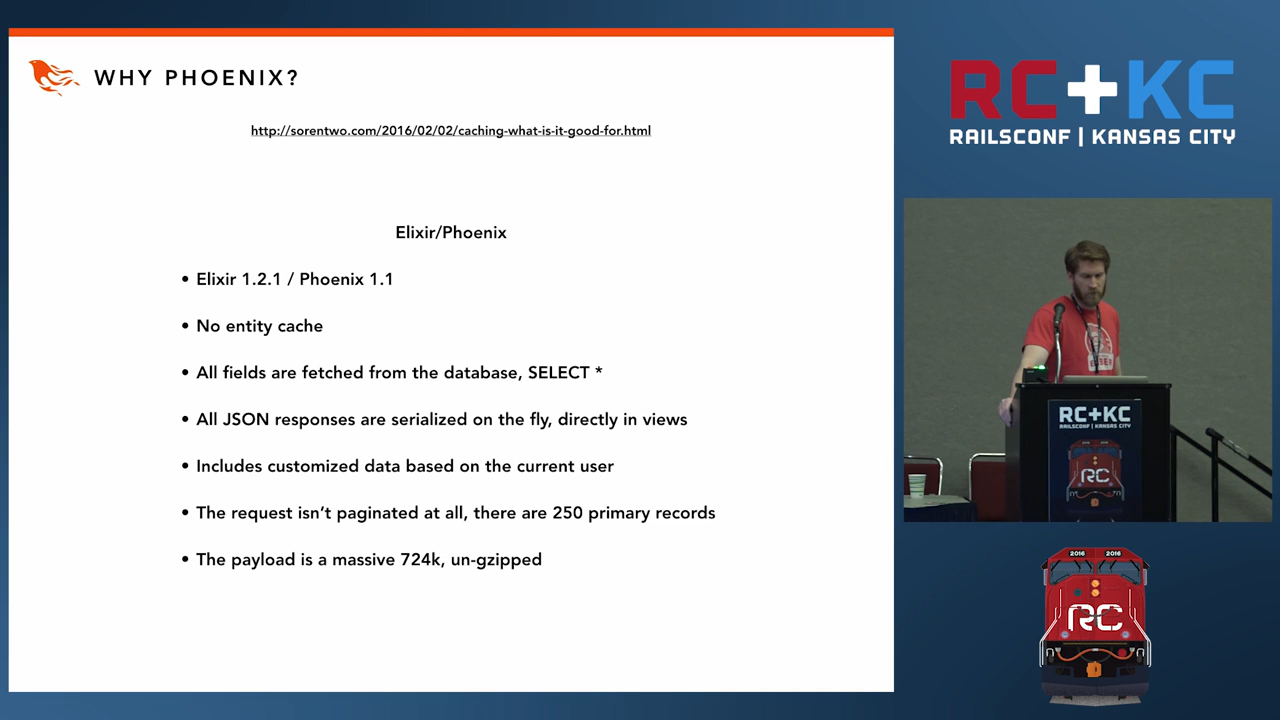 WHY PHOENIX?
http://sorentwo.com/2016/02/02/caching-what-is-it-good-for.html
Elixir/Phoenix
• Elixir 1.2.1 / Phoenix 1.1
• No entity cache
• All fields are fetched from the database, SELECT *
• All JSON responses are serialized on the fly, directly in views
• Includes customized data based on the current user
• The request isn’t paginated at all, there are 250 primary records
• The payload is a massive 724k, un-gzipped
RC+KC
RAILSCONF | KANSAS CITY
RC+KC
RAILSCONF | KANSAS CITY
RC
2016 2016
RC